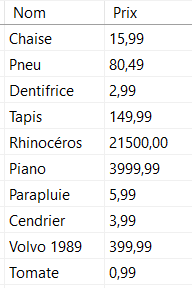 Nom Prix
Chaise 15,99
Pneu 80,49
Dentifrice 2,99
Tapis 149,99
Rhinocéros 21500,00
Piano 3999,99
Parapluie 5,99
Cendrier 3,99
Volvo 1989 399,99
Tomate 0,99